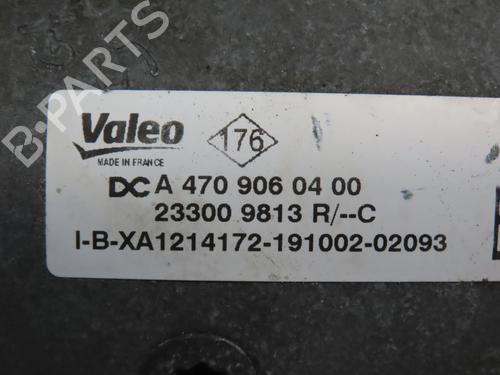 Valeo
MADE IN FRANCE
176
DC A 470 906 04 00
23300 9813 R/--C
I-B-XA1214172-191002-02093
B-PARTS